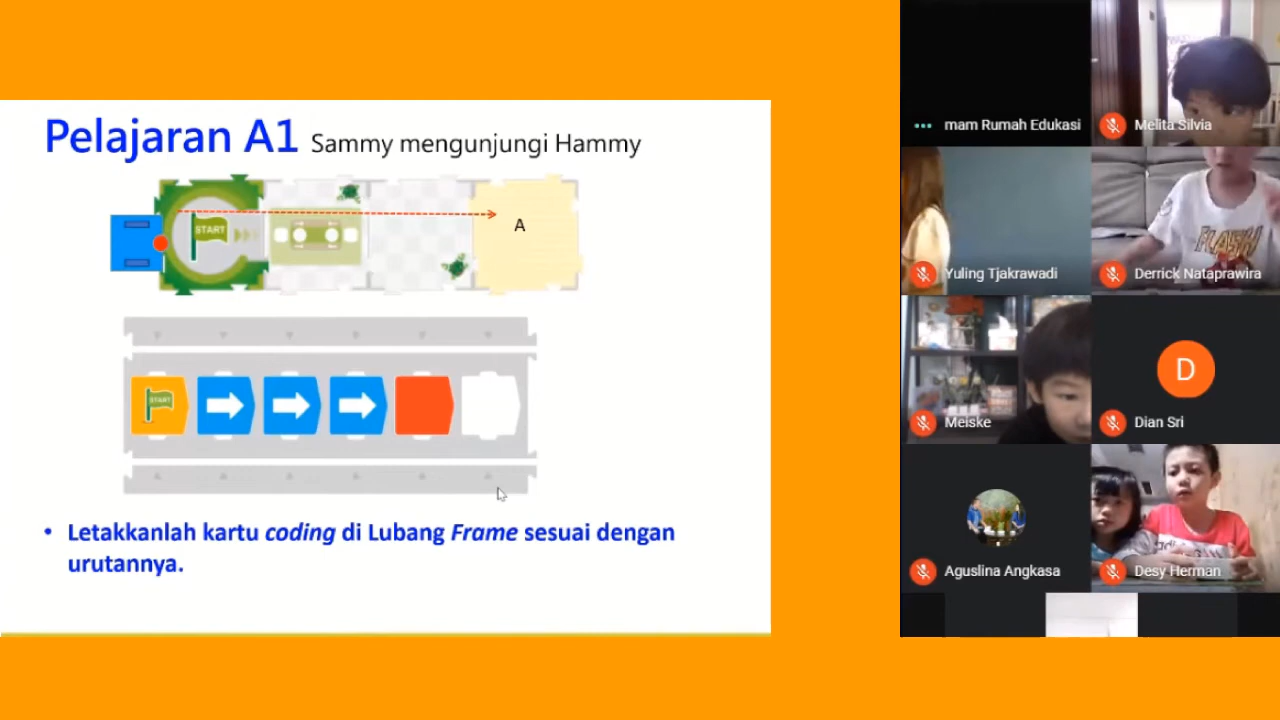 Pelajaran A1 Sammy mengunjungi Hammy
START
A
START
• Letakkanlah kartu coding di Lubang Frame sesuai dengan
urutannya.
mam Rumah Edukasi
Melita Silvia
Yuling Tjakrawadi
FLASH
Derrick Nataprawira
Meiske
D
Dian Sri
Aguslina Angkasa
Desy Herman